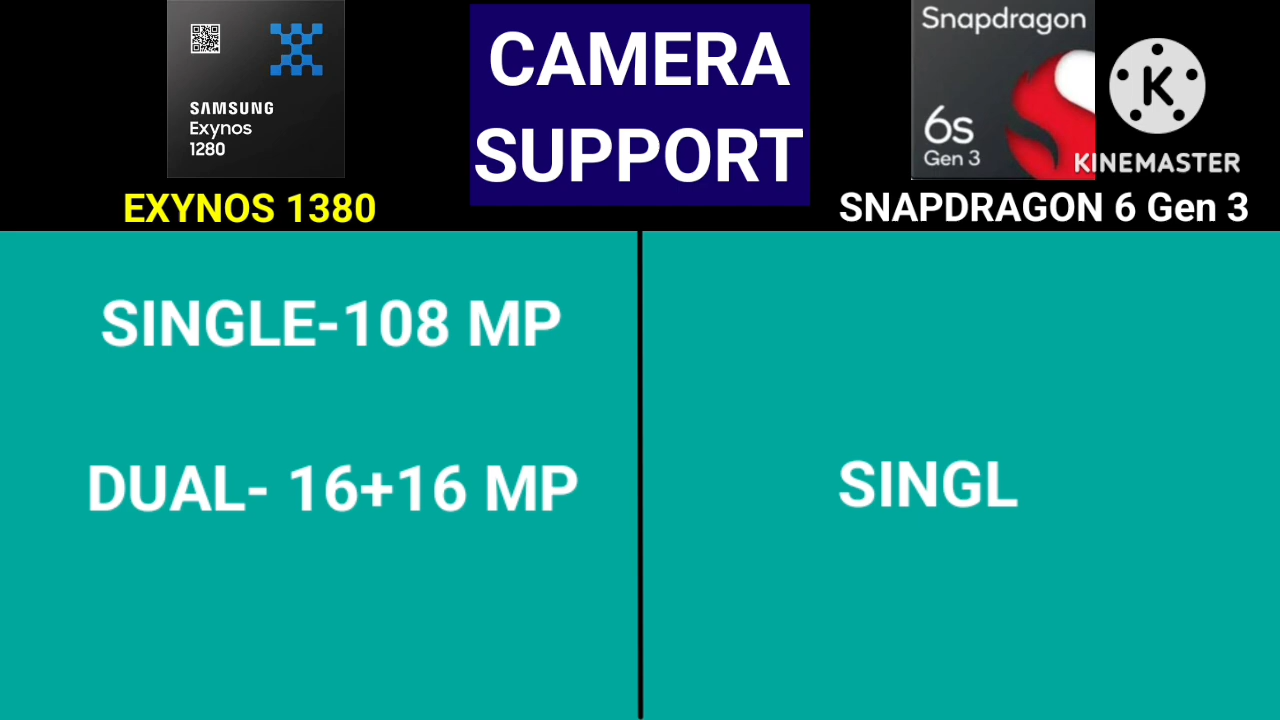 SAMSUNG
Exynos
1280
EXYNOS 1380
CAMERA
SUPPORT
Snapdragon
6s
Gen 3
K
KINEMASTER
SNAPDRAGON 6 Gen 3
SINGLE-108 MP
DUAL- 16+16 MP
SINGL